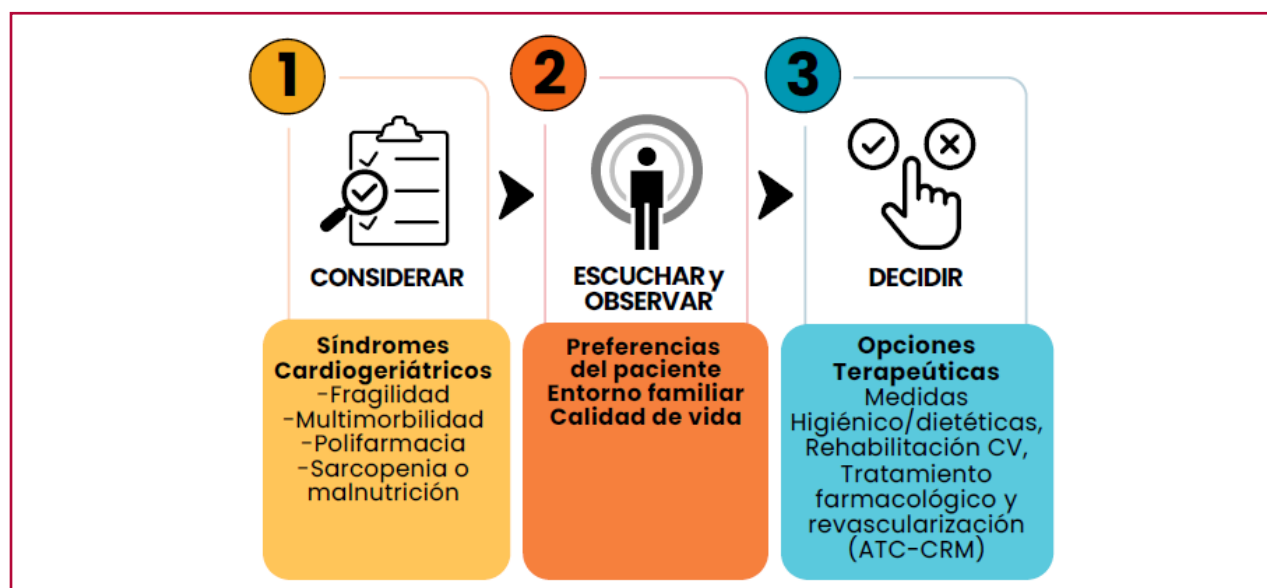 1
CONSIDERAR
Síndromes
Cardiogeriátricos
-Fragilidad
-Multimorbilidad
-Polifarmacia
-Sarcopenia o
malnutrición
2
ESCUCHAR y
OBSERVAR
Preferencias
del paciente
Entorno familiar
Calidad de vida
3
DECIDIR
Opciones
Terapeúticas
Medidas
Higiénico/dietéticas,
Rehabilitación CV,
Tratamiento
farmacológico y
revascularización
(ATC-CRM)